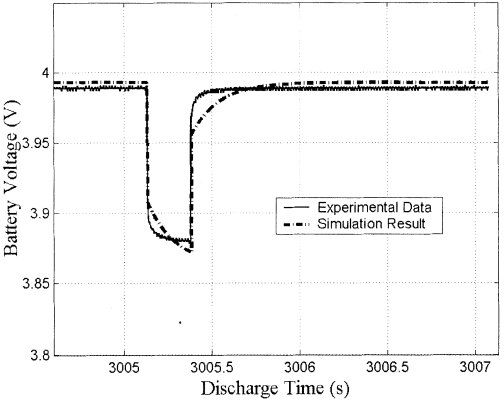 4
3.95
3.9
3.85
3.8
Battery Voltage (V)
Experimental Data
Simulation Result
3005
3005.5
3006
3006.5
3007
Discharge Time (s)